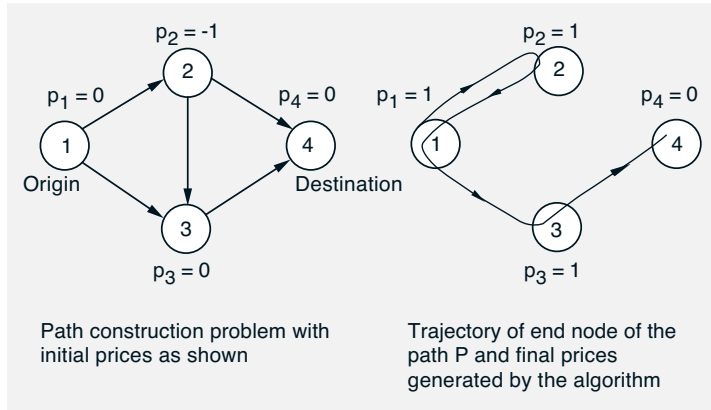 p2 = -1
2
p1 = 0
p4 = 0
1
4
Origin
Destination
3
p3 = 0
Path construction problem with
initial prices as shown
p2 = 1
2
p1 = 1
p4 = 0
1
4
3
p3 = 1
Trajectory of end node of the
path P and final prices
generated by the algorithm